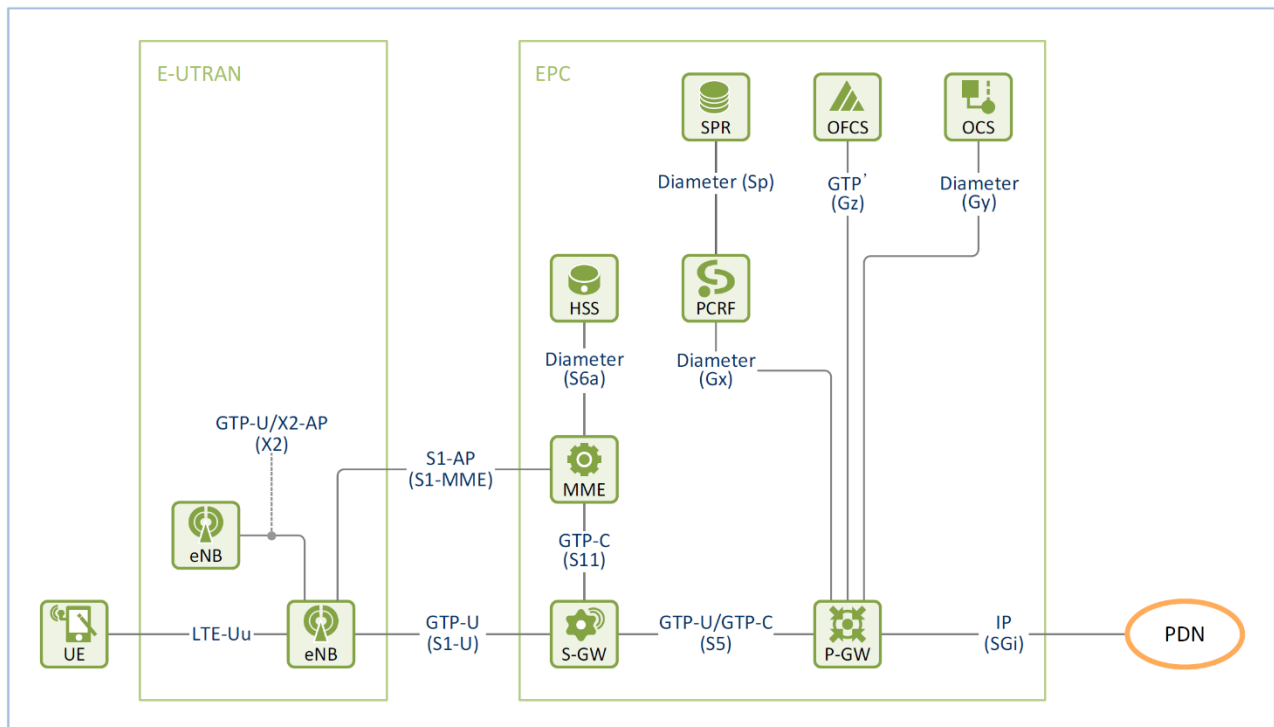 E-UTRAN
EPC
SPR
OFCS
OCS
Diameter (Sp)
GTP'
(Gz)
Diameter
(Gy)
HSS
PCRF
Diameter
(S6a)
Diameter
(Gx)
GTP-U/X2-AP
(X2)
S1-AP
(S1-MME)
MME
eNB
GTP-C
(S11)
UE
LTE-Uu
eNB
GTP-U
(S1-U)
S-GW
GTP-U/GTP-C
(S5)
P-GW
IP
(SGi)
PDN